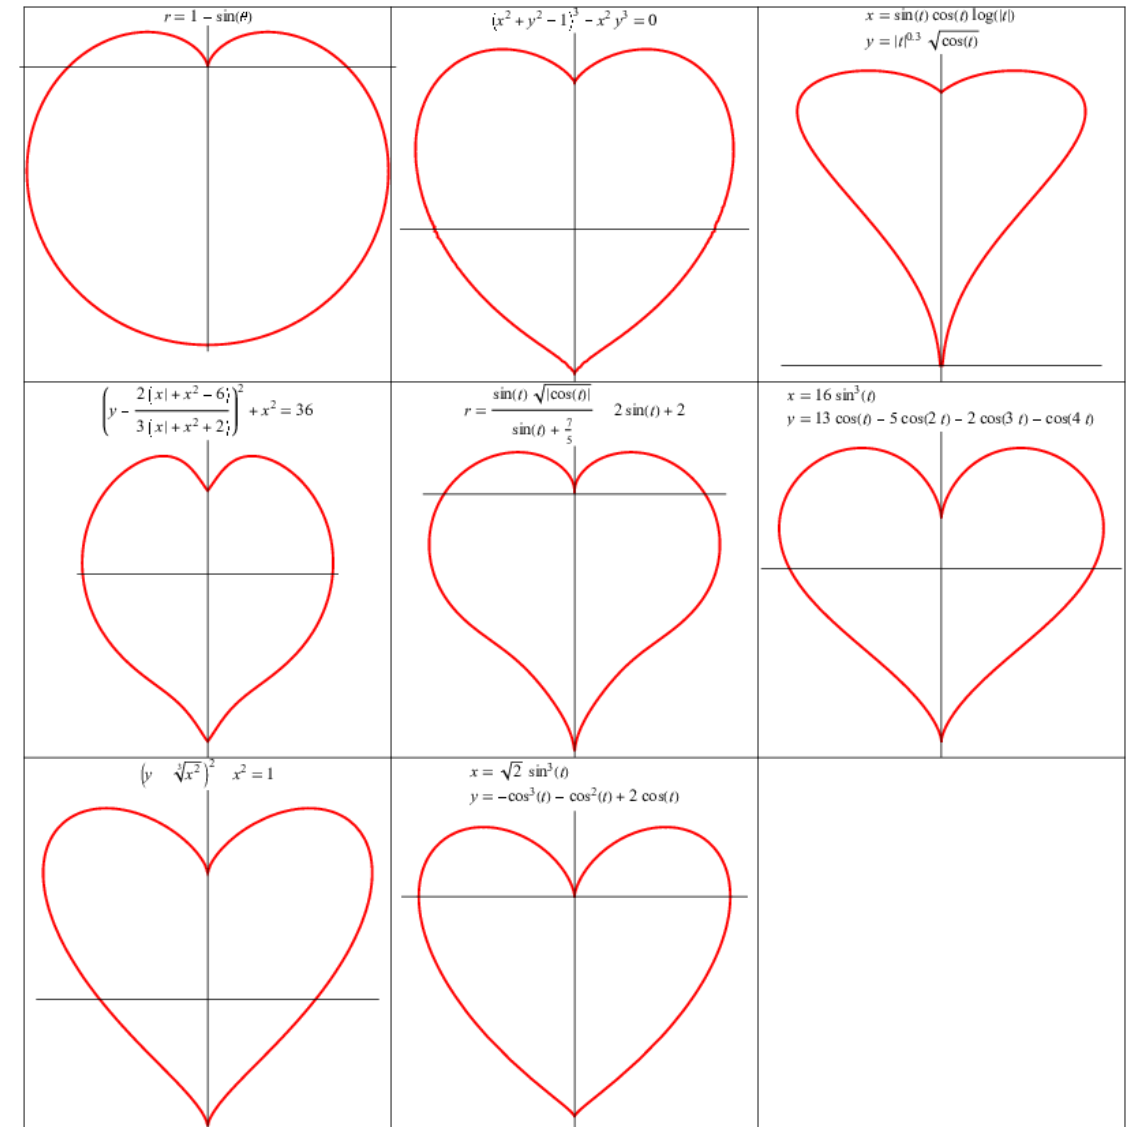 r = 1 − sin(θ)
(x² + y² − 1)³ − x² y³ = 0
x = sin(t) cos(t) log(|t|)
y = |t|^0.3 √cos(t)
(y − 2(|x| + x² − 6) / 3(|x| + x² + 2))² + x² = 36
r = sin(t) √|cos(t)| / (sin(t) + 7/5) 2 sin(t) + 2
x = 16 sin³(t)
y = 13 cos(t) − 5 cos(2 t) − 2 cos(3 t) − cos(4 t)
(y ∛x²)² x² = 1
x = √2 sin³(t)
y = −cos³(t) − cos²(t) + 2 cos(t)